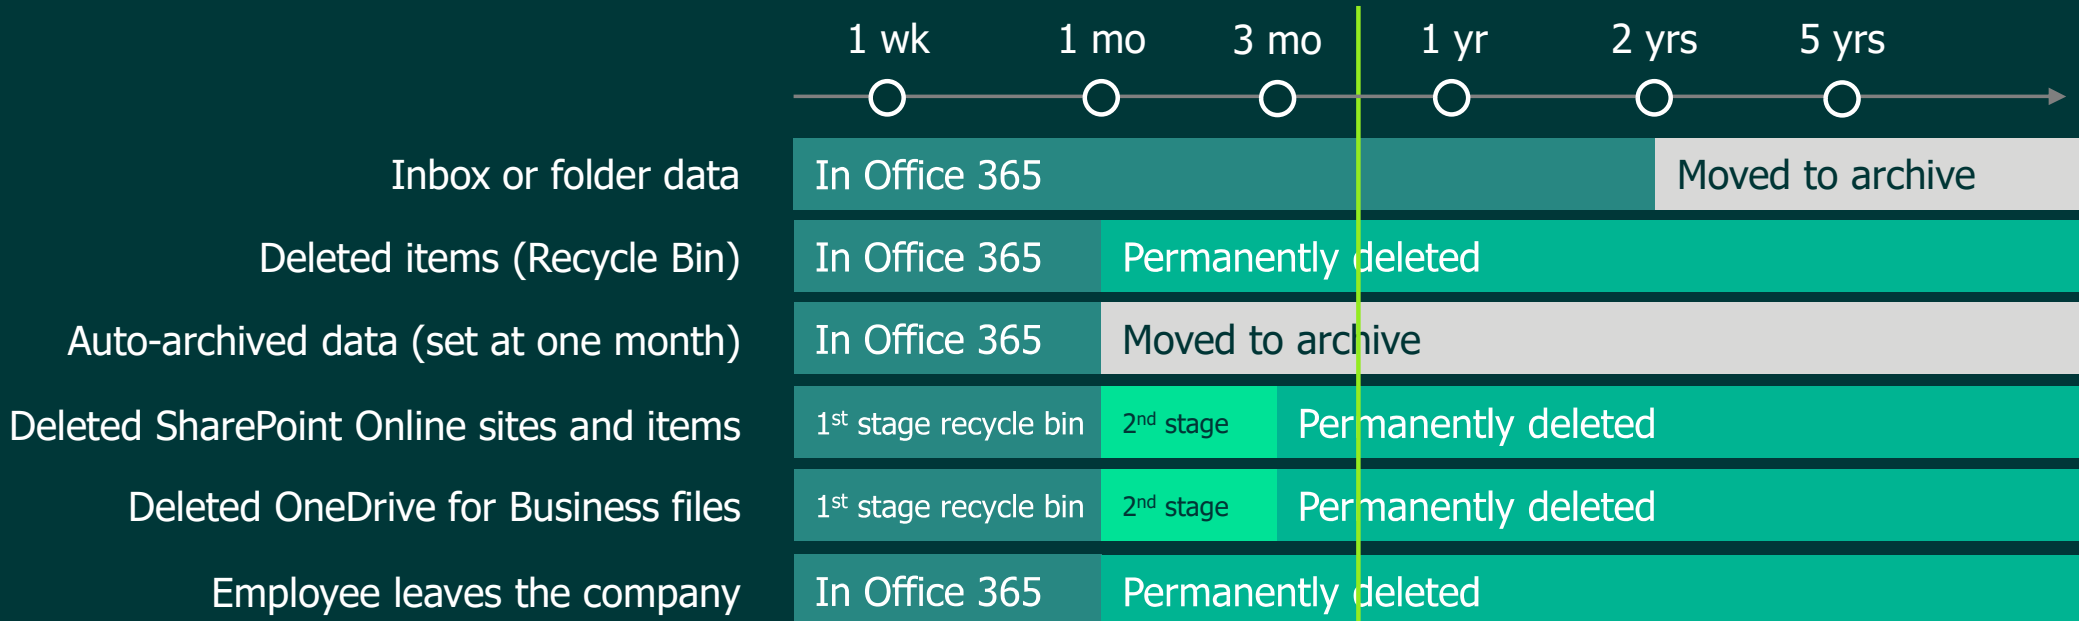 1 wk 1 mo 3 mo 1 yr 2 yrs 5 yrs
Inbox or folder data In Office 365 Moved to archive
Deleted items (Recycle Bin) In Office 365 Permanently deleted
Auto-archived data (set at one month) In Office 365 Moved to archive
Deleted SharePoint Online sites and items 1st stage recycle bin 2nd stage Permanently deleted
Deleted OneDrive for Business files 1st stage recycle bin 2nd stage Permanently deleted
Employee leaves the company In Office 365 Permanently deleted